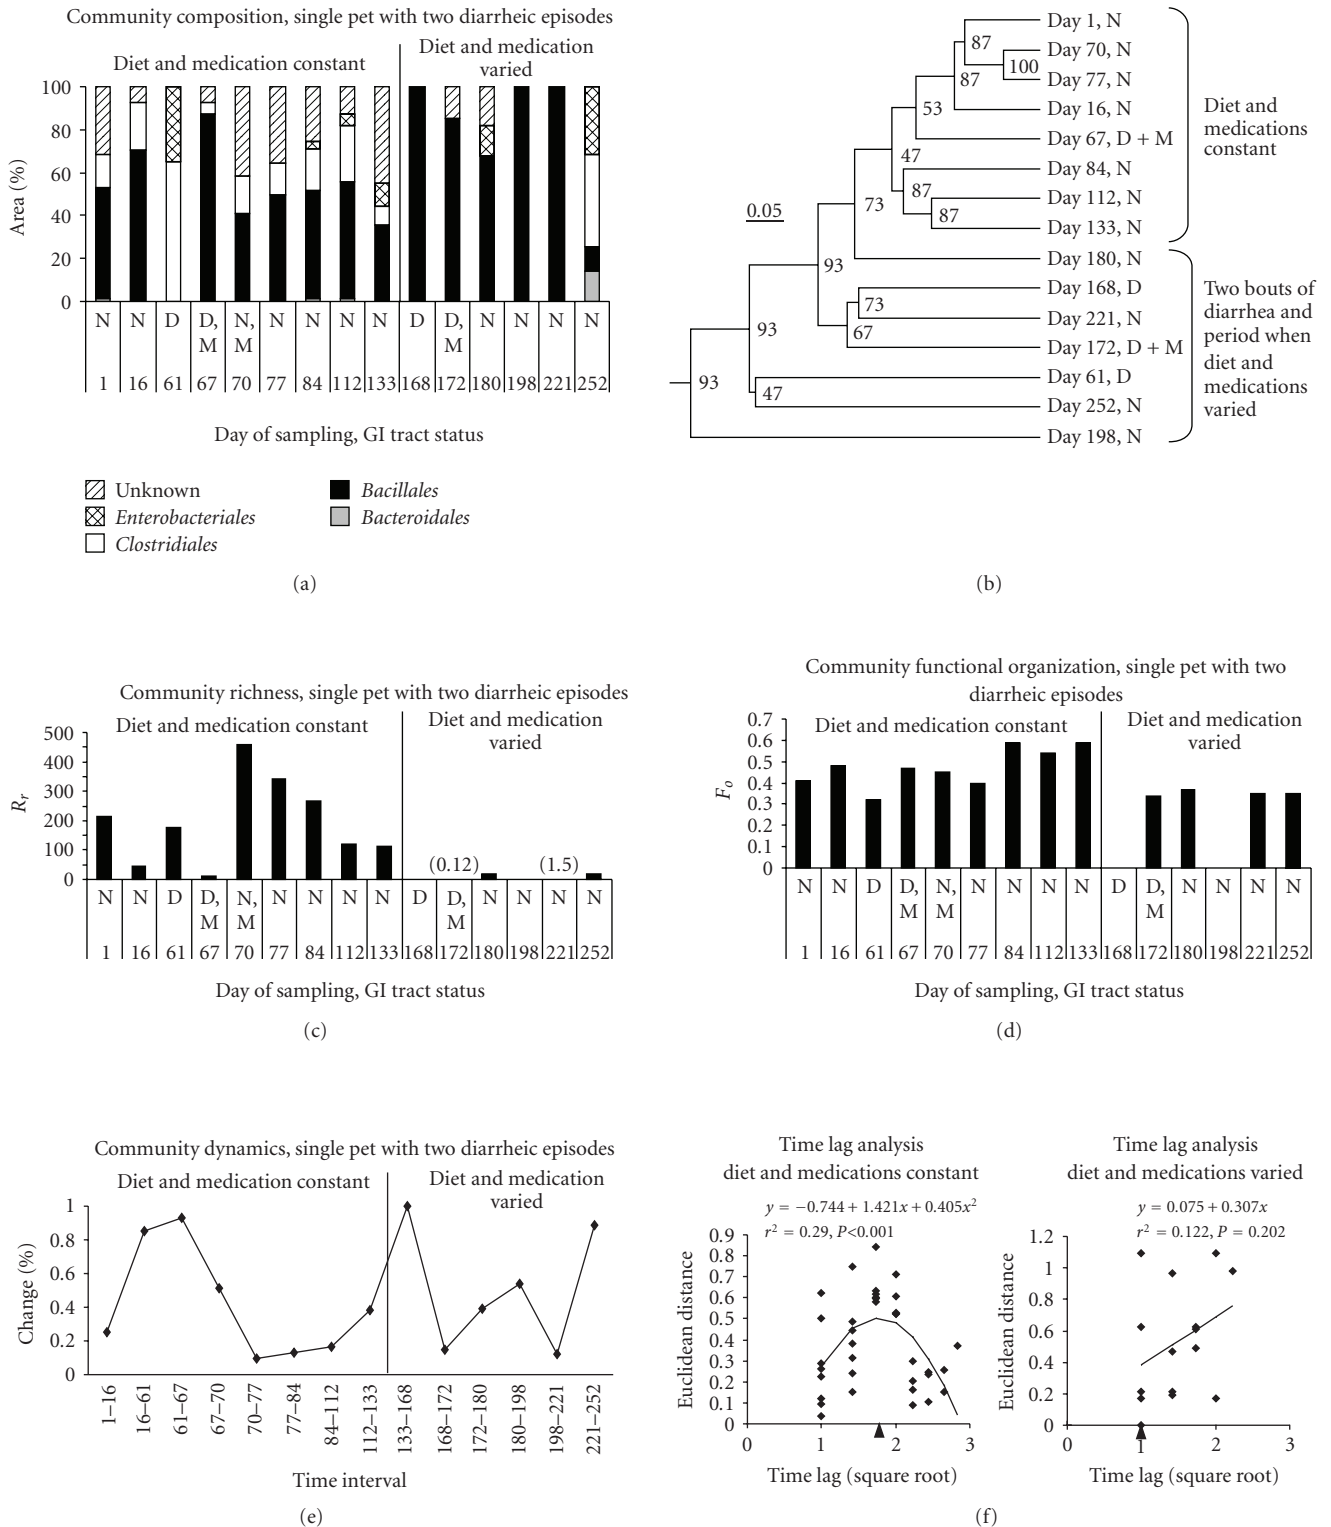 Community composition, single pet with two diarrheic episodes
Diet and medication constant
Diet and medication
varied
Area (%)
100
80
60
40
20
0
N N D D, N, N N N N D D, N N N N
M M M
1 16 61 67 70 77 84 112 133 168 172 180 198 221 252
Day of sampling, GI tract status
Unknown
Enterobacteriales
Clostridiales
Bacillales
Bacteroidales
(a)
Day 1, N
Day 70, N
Day 77, N
Day 16, N
Day 67, D + M
Day 84, N
Day 112, N
Day 133, N
Day 180, N
Day 168, D
Day 221, N
Day 172, D + M
Day 61, D
Day 252, N
Day 198, N
87
100
87
53
47
87
87
73
0.05
93
73
67
93
47
93
Diet and
medications
constant
Two bouts of
diarrhea and
period when
diet and
medications
varied
(b)
Community richness, single pet with two diarrheic episodes
Diet and medication constant
Diet and medication
varied
Rr
500
400
300
200
100
0
(0.12)
(1.5)
N N D D, N, N N N N D D, N N N N
M M M
1 16 61 67 70 77 84 112 133 168 172 180 198 221 252
Day of sampling, GI tract status
(c)
Community functional organization, single pet with two
diarrheic episodes
Diet and medication constant
Diet and medication
varied
Fo
0.7
0.6
0.5
0.4
0.3
0.2
0.1
0
N N D D, N, N N N N D D, N N N N
M M M
1 16 61 67 70 77 84 112 133 168 172 180 198 221 252
Day of sampling, GI tract status
(d)
Community dynamics, single pet with two diarrheic episodes
Diet and medication constant
Diet and medication
varied
Change (%)
1
0.8
0.6
0.4
0.2
0
1–16
16–61
61–67
67–70
70–77
77–84
84–112
112–133
133–168
168–172
172–180
180–198
198–221
221–252
Time interval
(e)
Time lag analysis
diet and medications constant
y = −0.744 + 1.421x + 0.405x²
r² = 0.29, P<0.001
Euclidean distance
0.9
0.8
0.7
0.6
0.5
0.4
0.3
0.2
0.1
0
0 1 2 3
Time lag (square root)
Time lag analysis
diet and medications varied
y = 0.075 + 0.307x
r² = 0.122, P = 0.202
Euclidean distance
1.2
1
0.8
0.6
0.4
0.2
0
0 1 2 3
Time lag (square root)
(f)